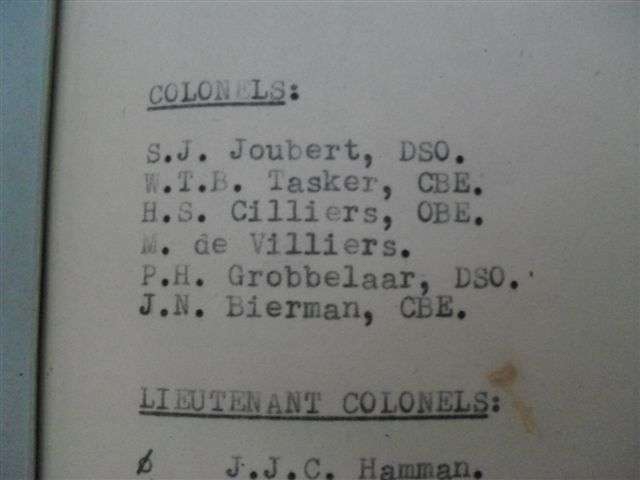 COLONELS:
S.J. Joubert, DSO.
W.T.B. Tasker, CBE.
H.S. Cilliers, OBE.
M. de Villiers.
P.H. Grobbelaar, DSO.
J.N. Bierman, CBE.
LIEUTENANT COLONELS:
ø J.J.C. Hamman.